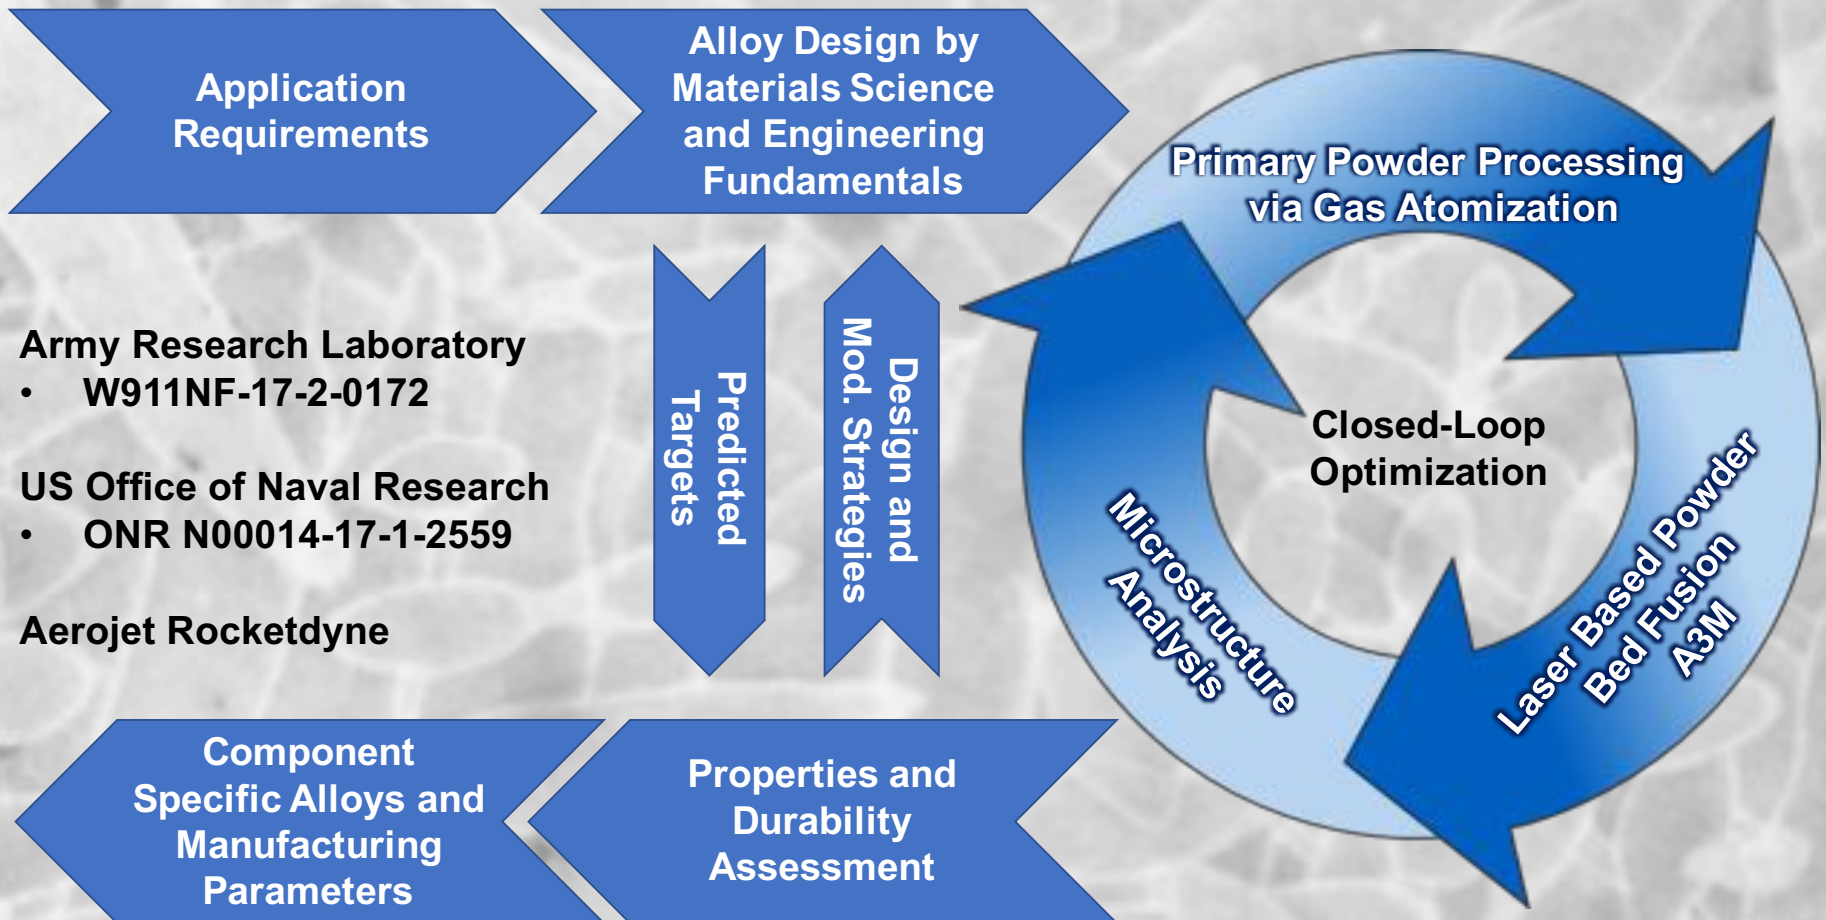 Application
Requirements
Alloy Design by
Materials Science
and Engineering
Fundamentals
Primary Powder Processing
via Gas Atomization
Army Research Laboratory
• W911NF-17-2-0172
US Office of Naval Research
• ONR N00014-17-1-2559
Aerojet Rocketdyne
Predicted
Targets
Design and
Mod. Strategies
Closed-Loop
Optimization
Microstructure
Analysis
Laser Based Powder
Bed Fusion
A3M
Component
Specific Alloys and
Manufacturing
Parameters
Properties and
Durability
Assessment